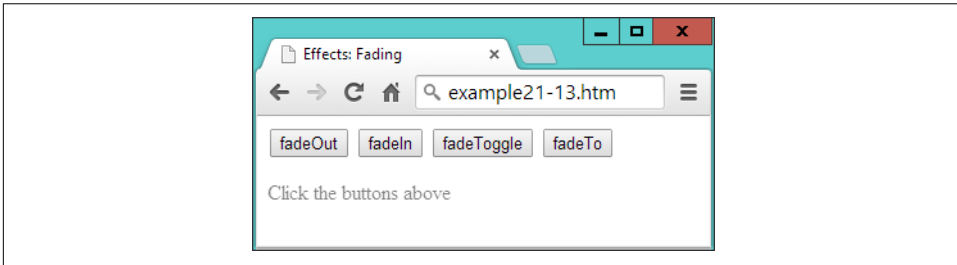 Effects: Fading
example21-13.htm
fadeOut fadeIn fadeToggle fadeTo
Click the buttons above